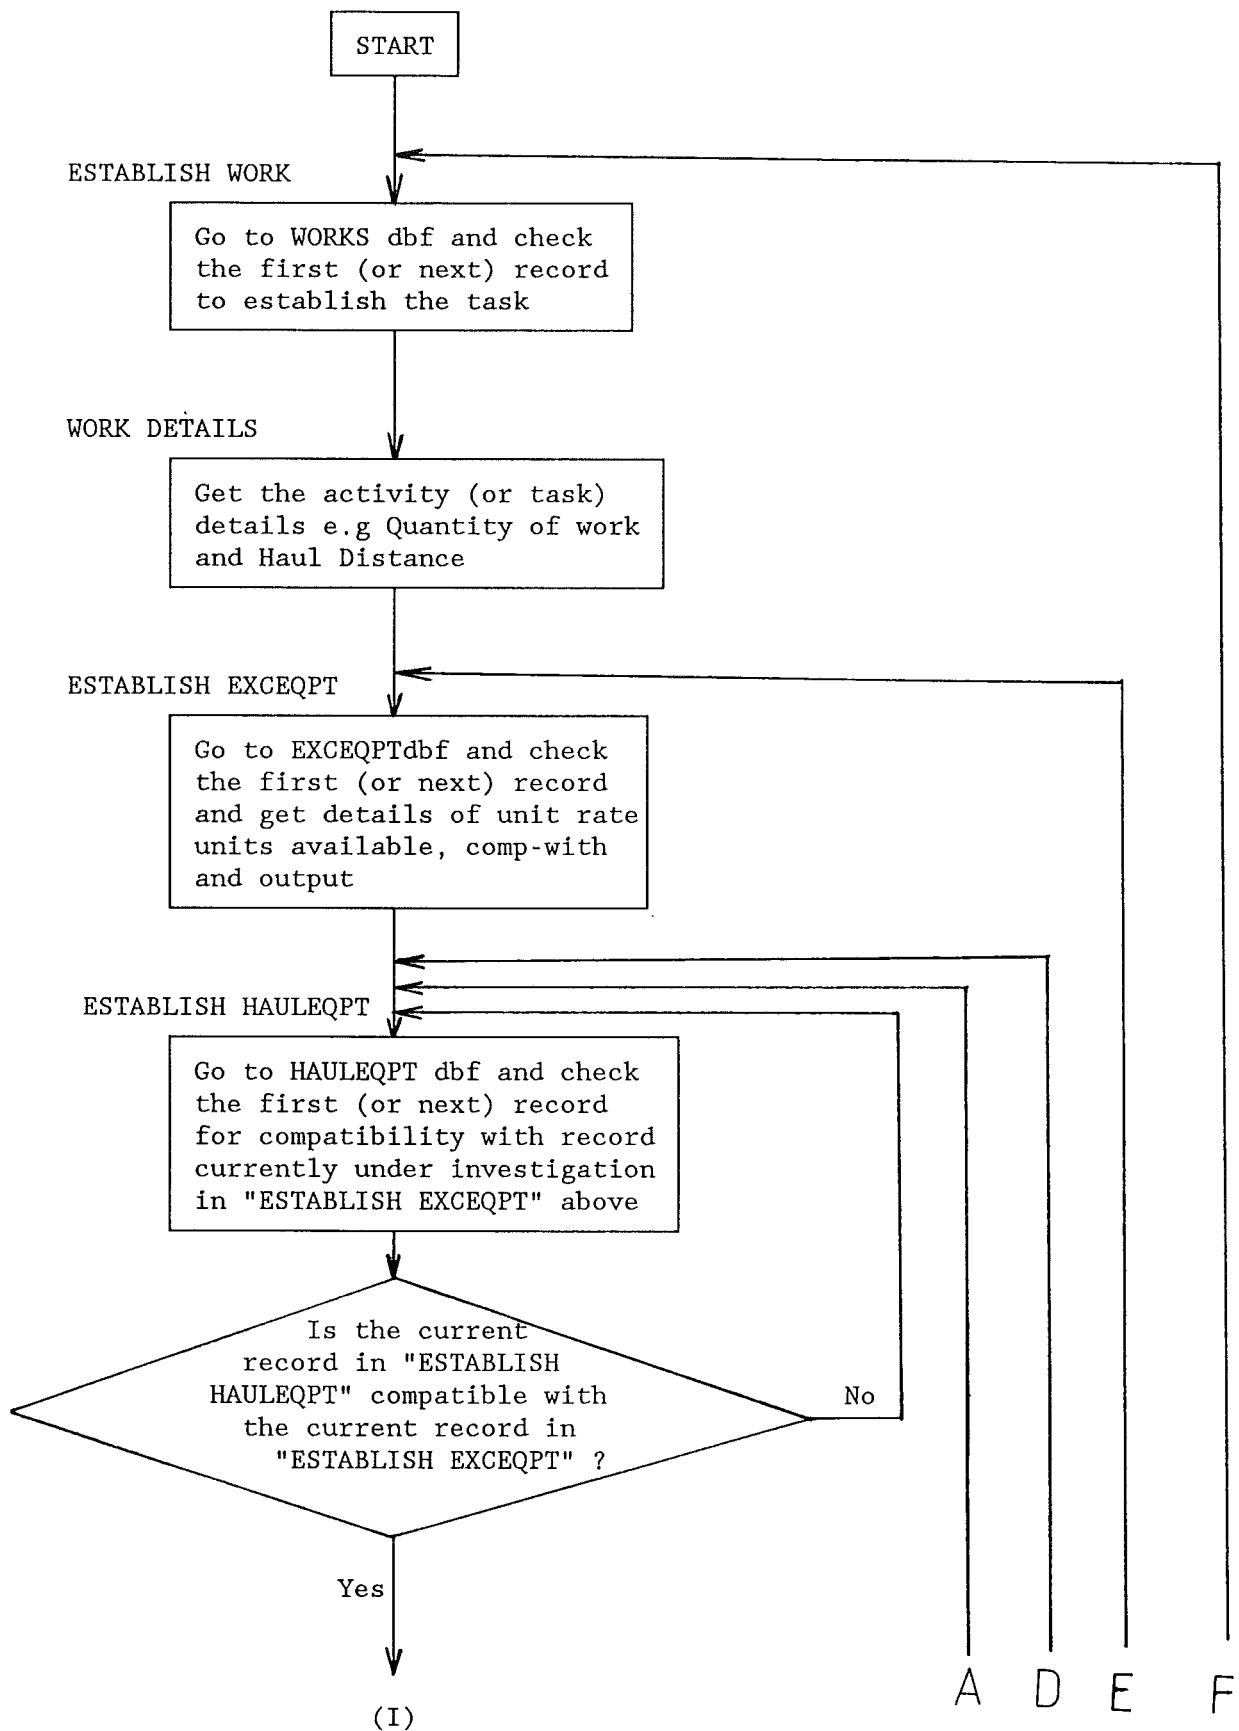 START
ESTABLISH WORK
Go to WORKS dbf and check
the first (or next) record
to establish the task
WORK DETAILS
Get the activity (or task)
details e.g Quantity of work
and Haul Distance
ESTABLISH EXCEQPT
Go to EXCEQPTdbf and check
the first (or next) record
and get details of unit rate
units available, comp-with
and output
ESTABLISH HAULEQPT
Go to HAULEQPT dbf and check
the first (or next) record
for compatibility with record
currently under investigation
in "ESTABLISH EXCEQPT" above
Is the current
record in "ESTABLISH
HAULEQPT" compatible with
the current record in
"ESTABLISH EXCEQPT" ?
No
Yes
(I)
A D E F